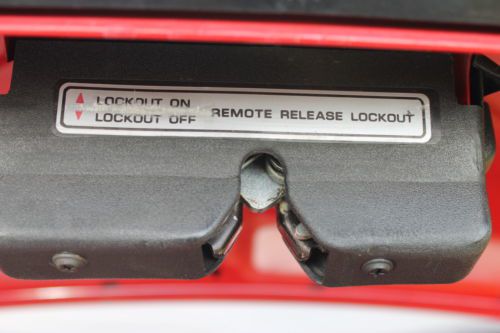 LOCKOUT ON
LOCKOUT OFF
REMOTE RELEASE LOCKOUT